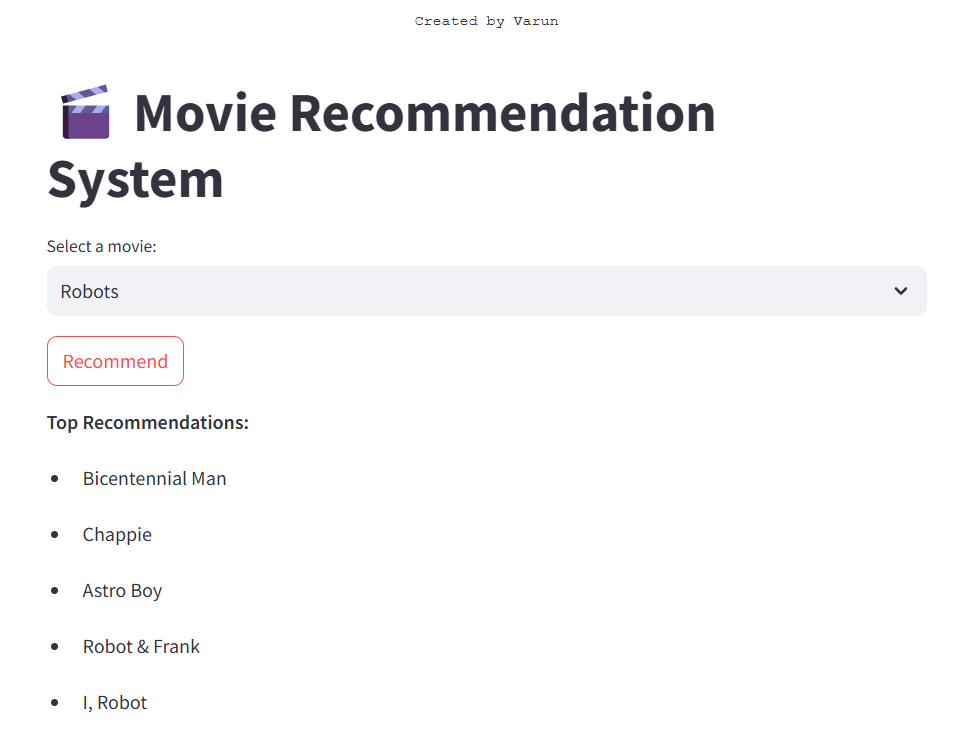 Created by Varun
Movie Recommendation
System
Select a movie:
Robots
Recommend
Top Recommendations:
Bicentennial Man
Chappie
Astro Boy
Robot & Frank
I, Robot